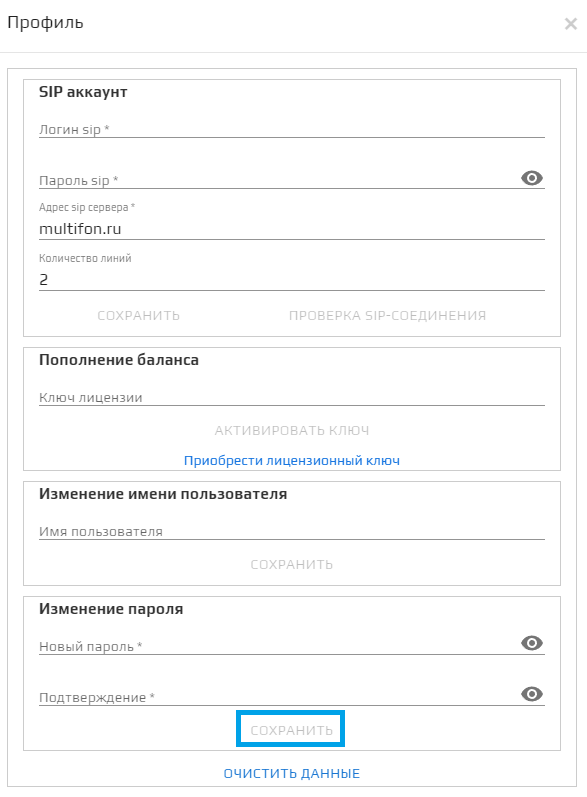 Профиль
SIP аккаунт
Логин sip *
Пароль sip *
Адрес sip сервера *
multifon.ru
Количество линий
2
СОХРАНИТЬ ПРОВЕРКА SIP-СОЕДИНЕНИЯ
Пополнение баланса
Ключ лицензии
АКТИВИРОВАТЬ КЛЮЧ
Приобрести лицензионный ключ
Изменение имени пользователя
Имя пользователя
СОХРАНИТЬ
Изменение пароля
Новый пароль *
Подтверждение *
СОХРАНИТЬ
ОЧИСТИТЬ ДАННЫЕ